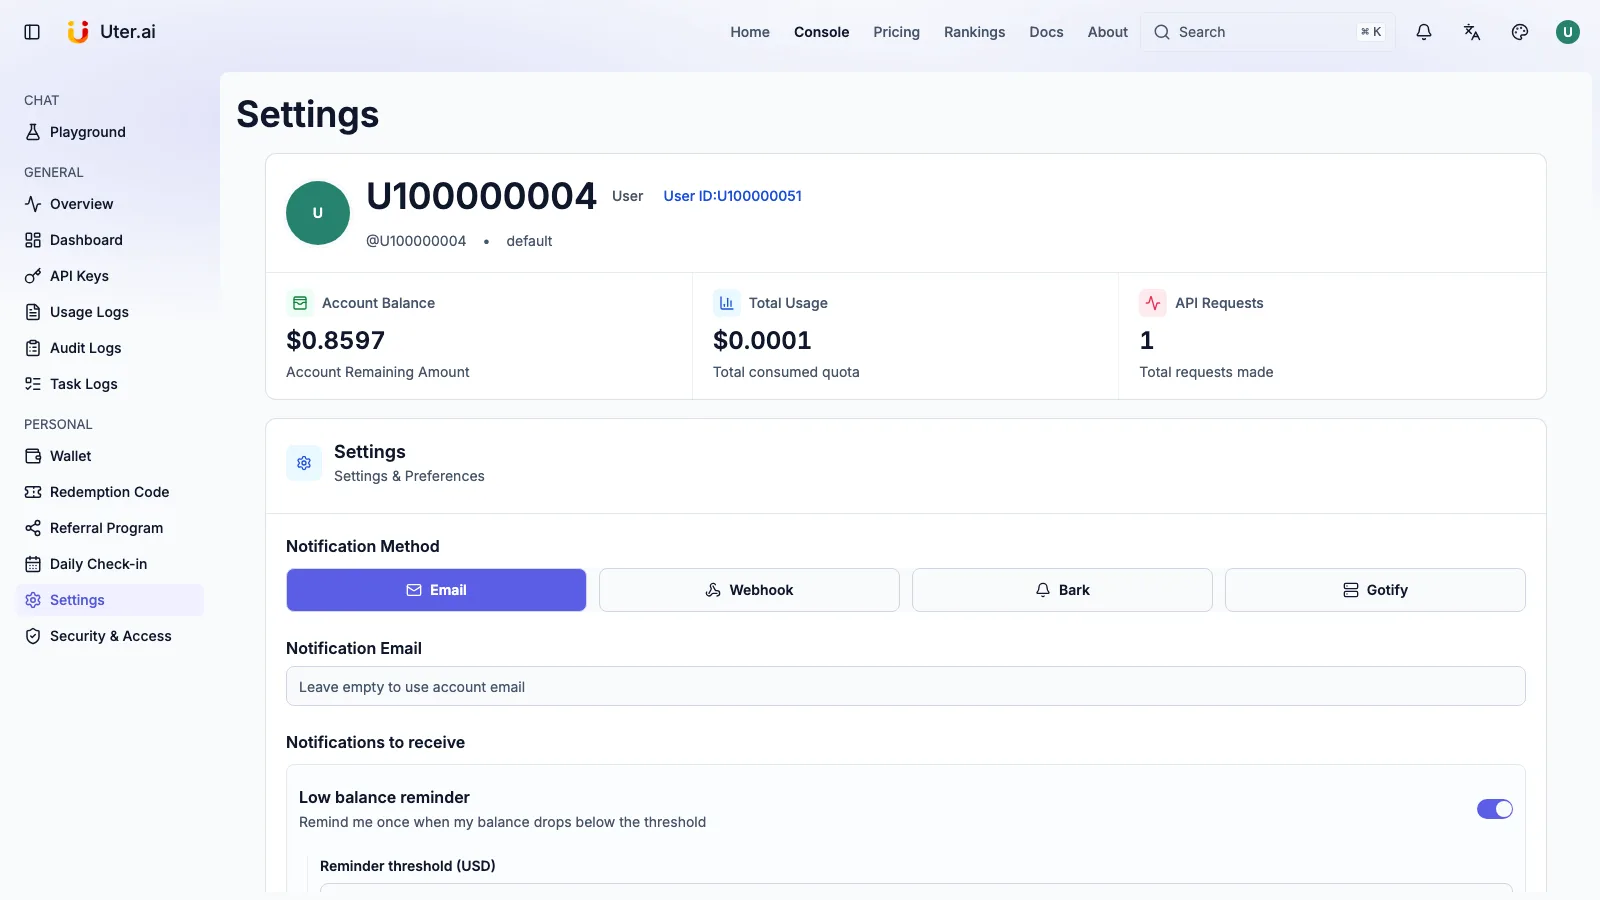 Uter.ai
Home
Console
Pricing
Rankings
Docs
About
Search
⌘ K
U
CHAT
Playground
GENERAL
Overview
Dashboard
API Keys
Usage Logs
Audit Logs
Task Logs
PERSONAL
Wallet
Redemption Code
Referral Program
Daily Check-in
Settings
Security & Access
Settings
U
U100000004 User User ID:U100000051
@U100000004 • default
Account Balance
$0.8597
Account Remaining Amount
Total Usage
$0.0001
Total consumed quota
API Requests
1
Total requests made
Settings
Settings & Preferences
Notification Method
Email
Webhook
Bark
Gotify
Notification Email
Leave empty to use account email
Notifications to receive
Low balance reminder
Remind me once when my balance drops below the threshold
Reminder threshold (USD)